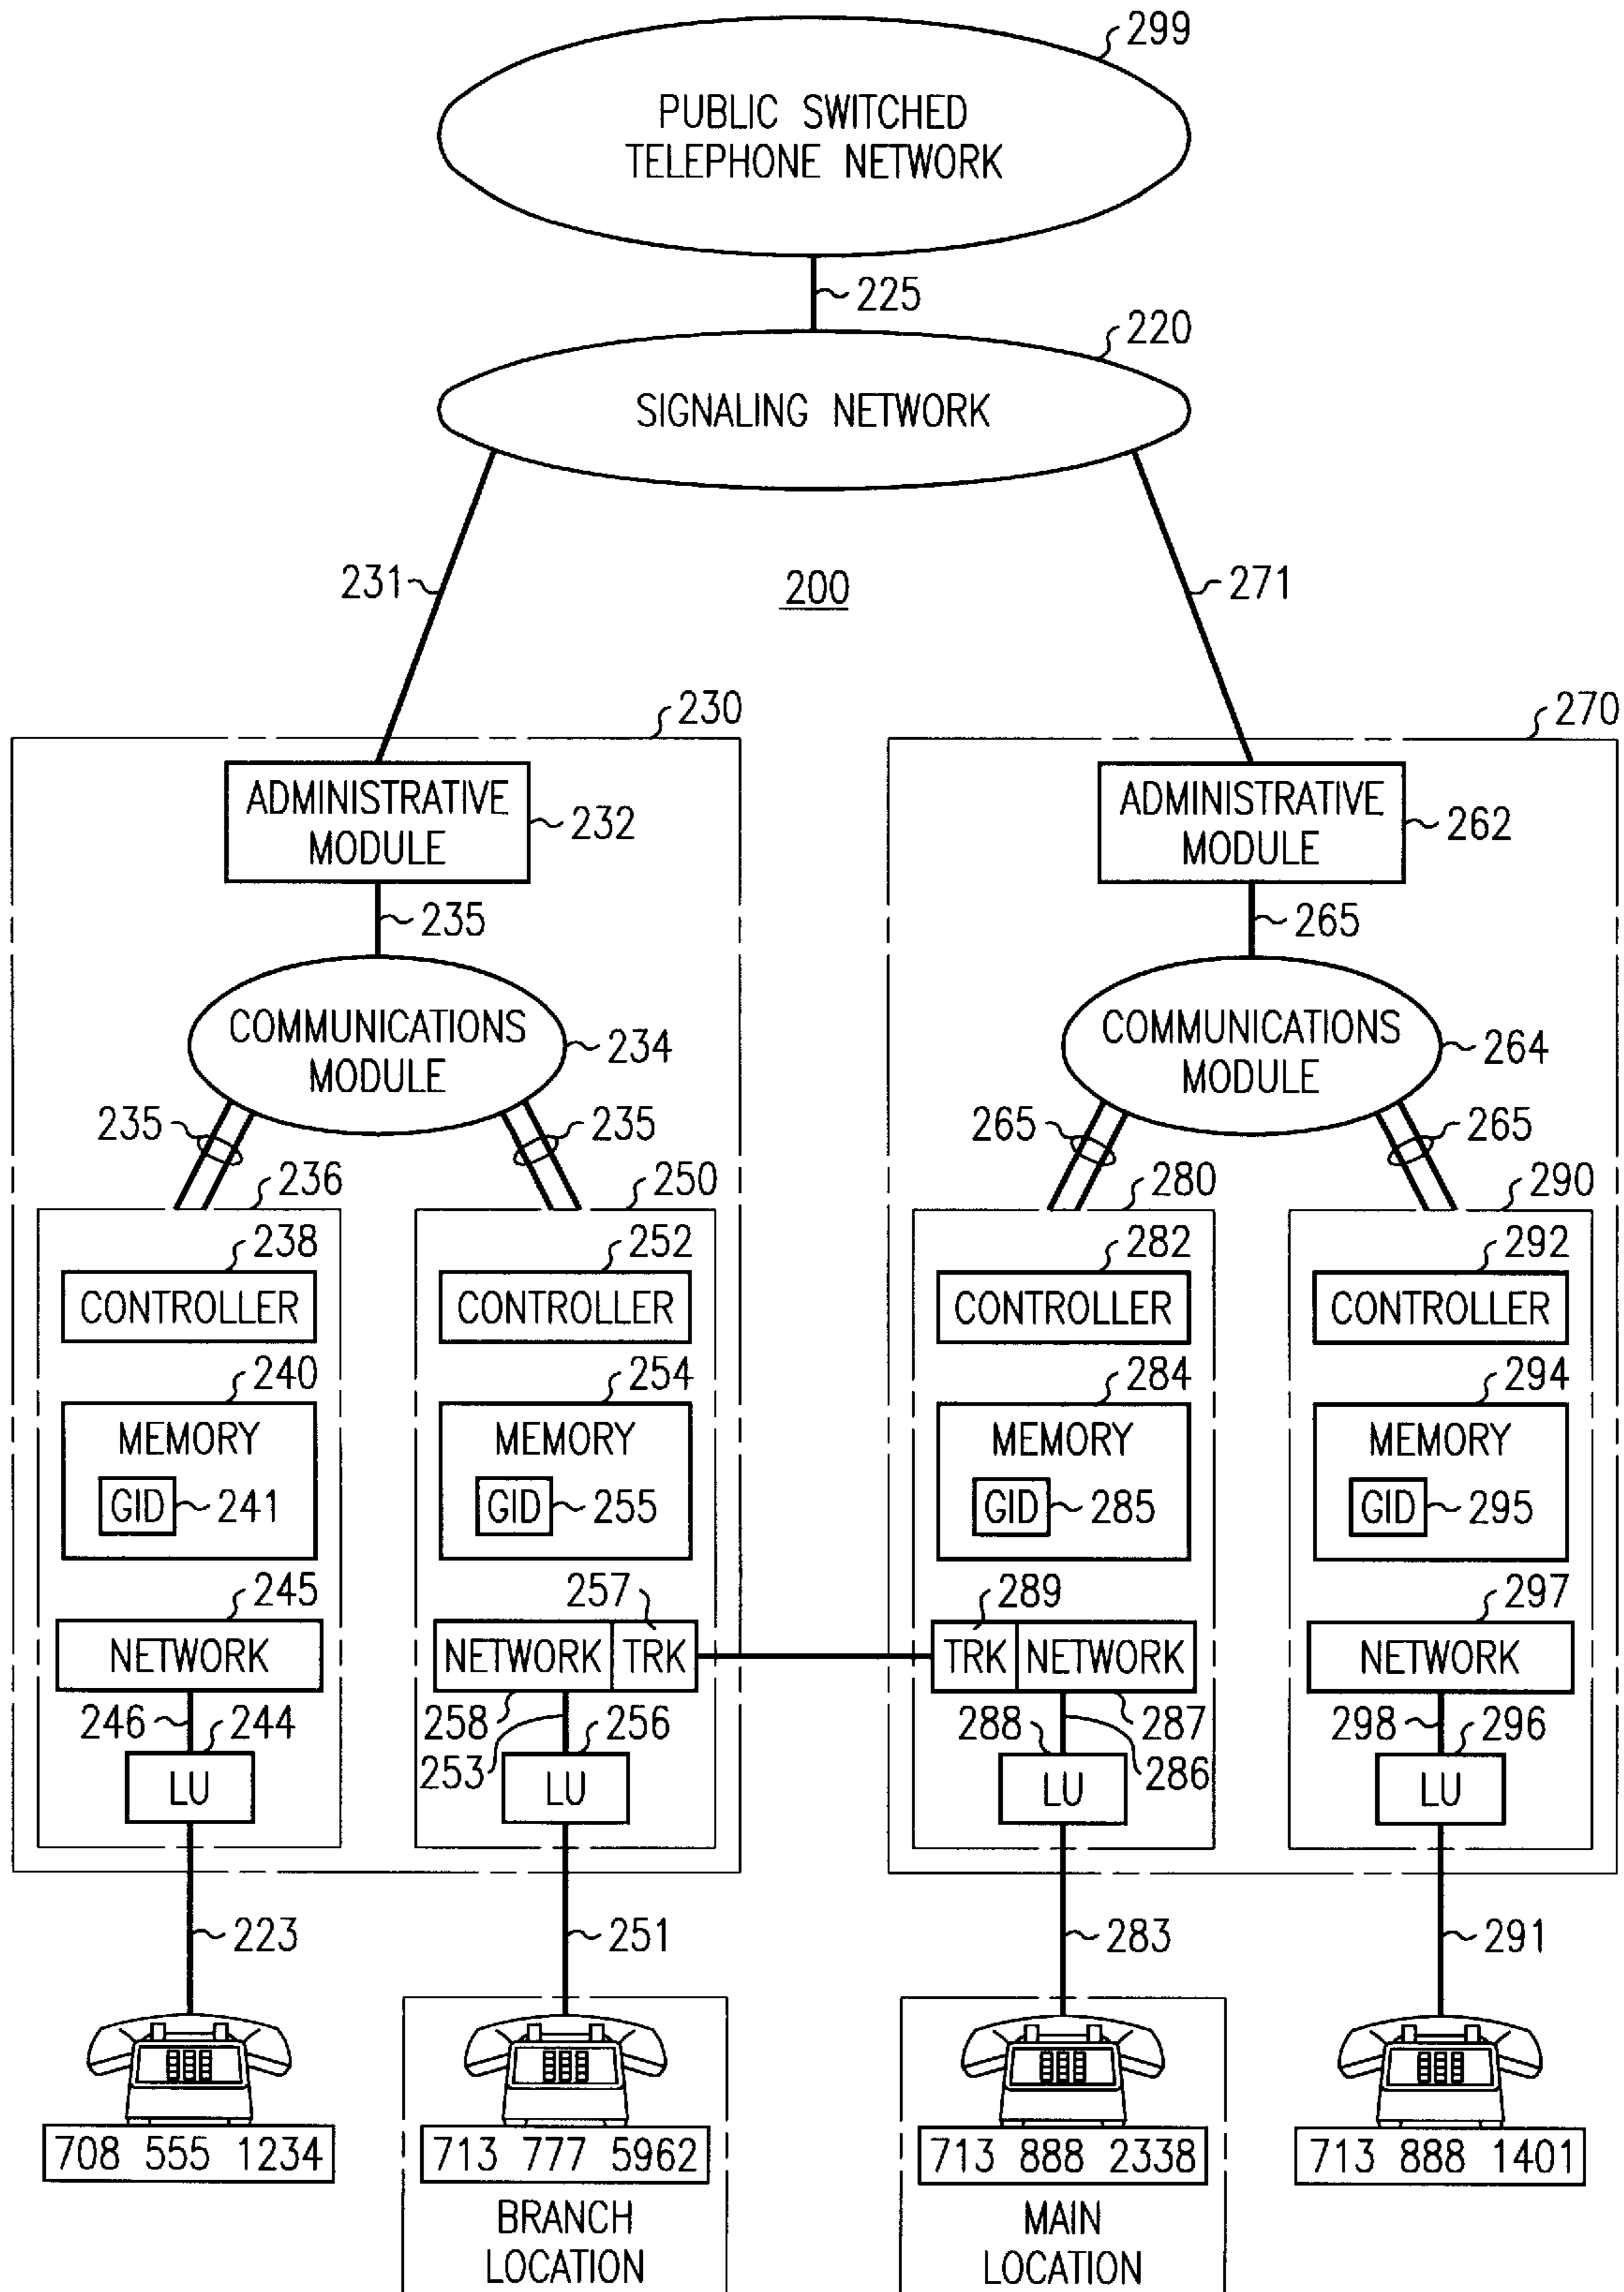 299
PUBLIC SWITCHED
TELEPHONE NETWORK
225
220
SIGNALING NETWORK
231
200
271
230
270
ADMINISTRATIVE
MODULE
232
ADMINISTRATIVE
MODULE
262
235
265
COMMUNICATIONS
MODULE
234
COMMUNICATIONS
MODULE
264
235
235
265
265
236
250
280
290
238
252
282
292
CONTROLLER
CONTROLLER
CONTROLLER
CONTROLLER
240
254
284
294
MEMORY
MEMORY
MEMORY
MEMORY
GID
241
GID
255
GID
285
GID
295
245
257
289
297
NETWORK
NETWORK
TRK
TRK
NETWORK
NETWORK
246
244
258
256
288
287
298
296
253
286
LU
LU
LU
LU
223
251
283
291
708 555 1234
713 777 5962
713 888 2338
713 888 1401
BRANCH
LOCATION
MAIN
LOCATION